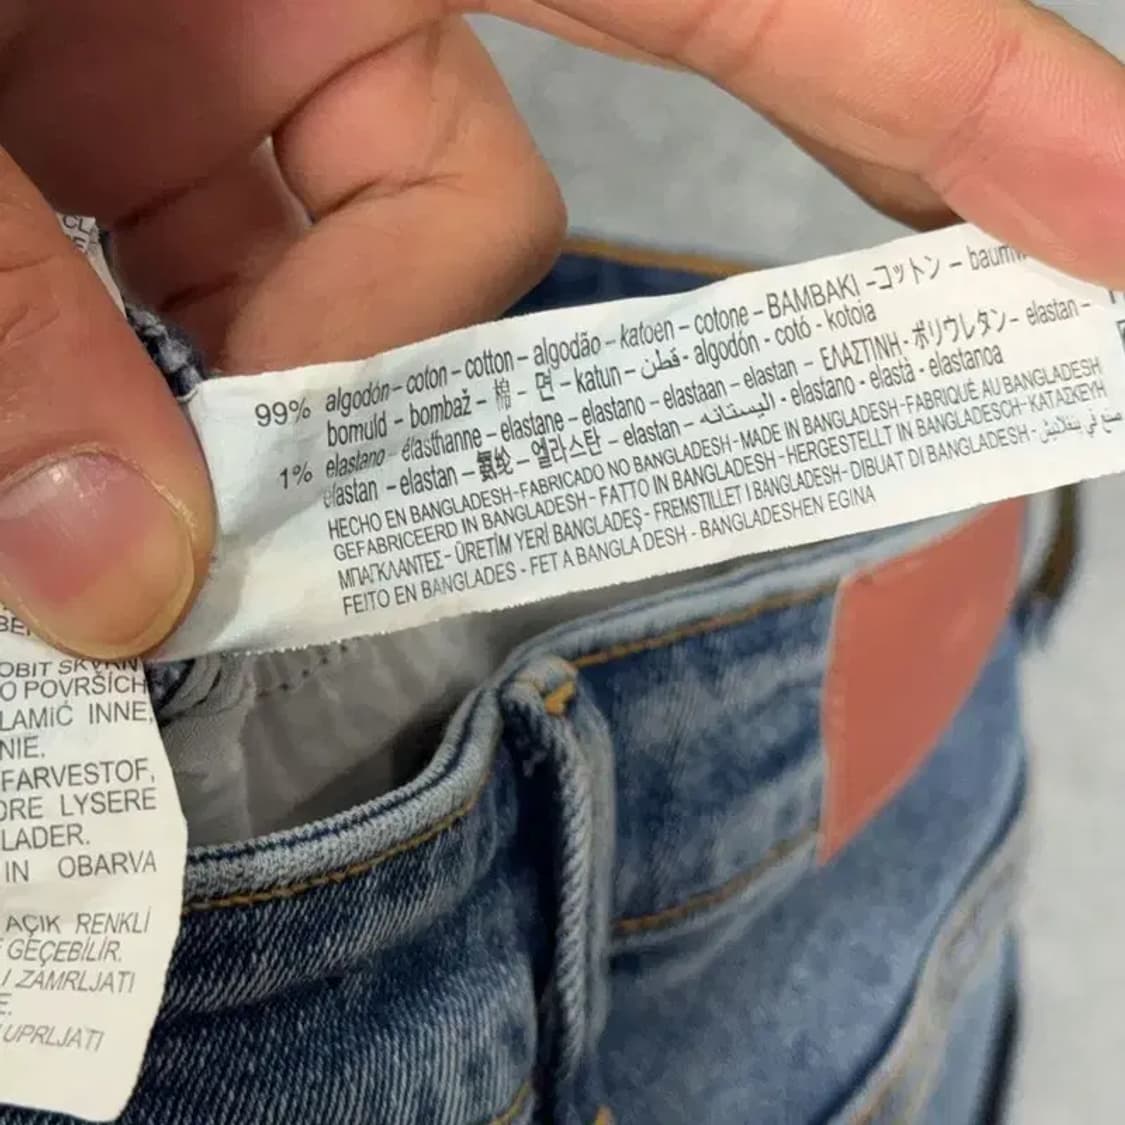 99% algodón – coton – cotton – algodão – katoen – cotone – BAMBAKI – コットン –
bomuld – bombaž – 棉 – 면 – katun – قطن – algodón – cotó - kotoia
1% elastano – élasthanne – elastane – elastano – elastaan – elastan – ΕΛΑΣΤΙΝΗ - ポリウレタン – elastan –
elastan – elastan – 氨纶 – 엘라스탄 – elastan – اليستانه - elastano - elastà - elastanoa
HECHO EN BANGLADESH - FABRICADO NO BANGLADESH - MADE IN BANGLADESH - FABRIQUÉ AU BANGLADESH
GEFABRICEERD IN BANGLADESH - FATTO IN BANGLADESH - HERGESTELLT IN BANGLADESCH - ΚΑΤΑΣΚΕΥΗ
ΜΠΑΓΚΛΑΝΤΕΣ - ÜRETİM YERİ BANGLADEŞ - FREMSTILLET I BANGLADESH - DIBUAT DI BANGLADESH - صنع في بنغلاديش
FEITO EN BANGLADES - FET A BANGLA DESH - BANGLADESHEN EGINA
OBIT SKVRN
O POVRŠÍCH
LAMIĆ INNE,
NIE.
FARVESTOF,
DRE LYSERE
LADER.
IN OBARVA
AÇIK RENKLİ
GEÇEBİLİR.
I ZAMRLJATI
E.
UPRLJATI